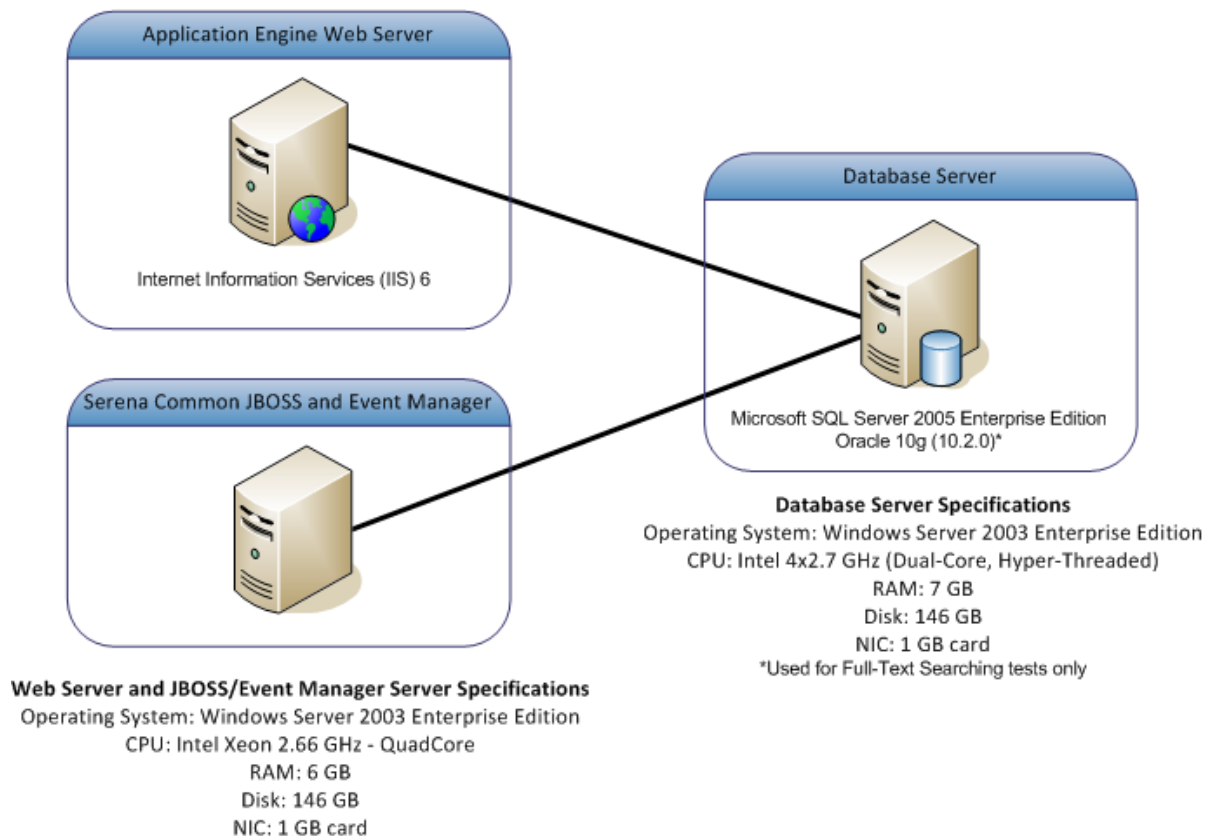 Application Engine Web Server
Internet Information Services (IIS) 6
Serena Common JBOSS and Event Manager
Web Server and JBOSS/Event Manager Server Specifications
Operating System: Windows Server 2003 Enterprise Edition
CPU: Intel Xeon 2.66 GHz - QuadCore
RAM: 6 GB
Disk: 146 GB
NIC: 1 GB card
Database Server
Microsoft SQL Server 2005 Enterprise Edition
Oracle 10g (10.2.0)*
Database Server Specifications
Operating System: Windows Server 2003 Enterprise Edition
CPU: Intel 4x2.7 GHz (Dual-Core, Hyper-Threaded)
RAM: 7 GB
Disk: 146 GB
NIC: 1 GB card
*Used for Full-Text Searching tests only